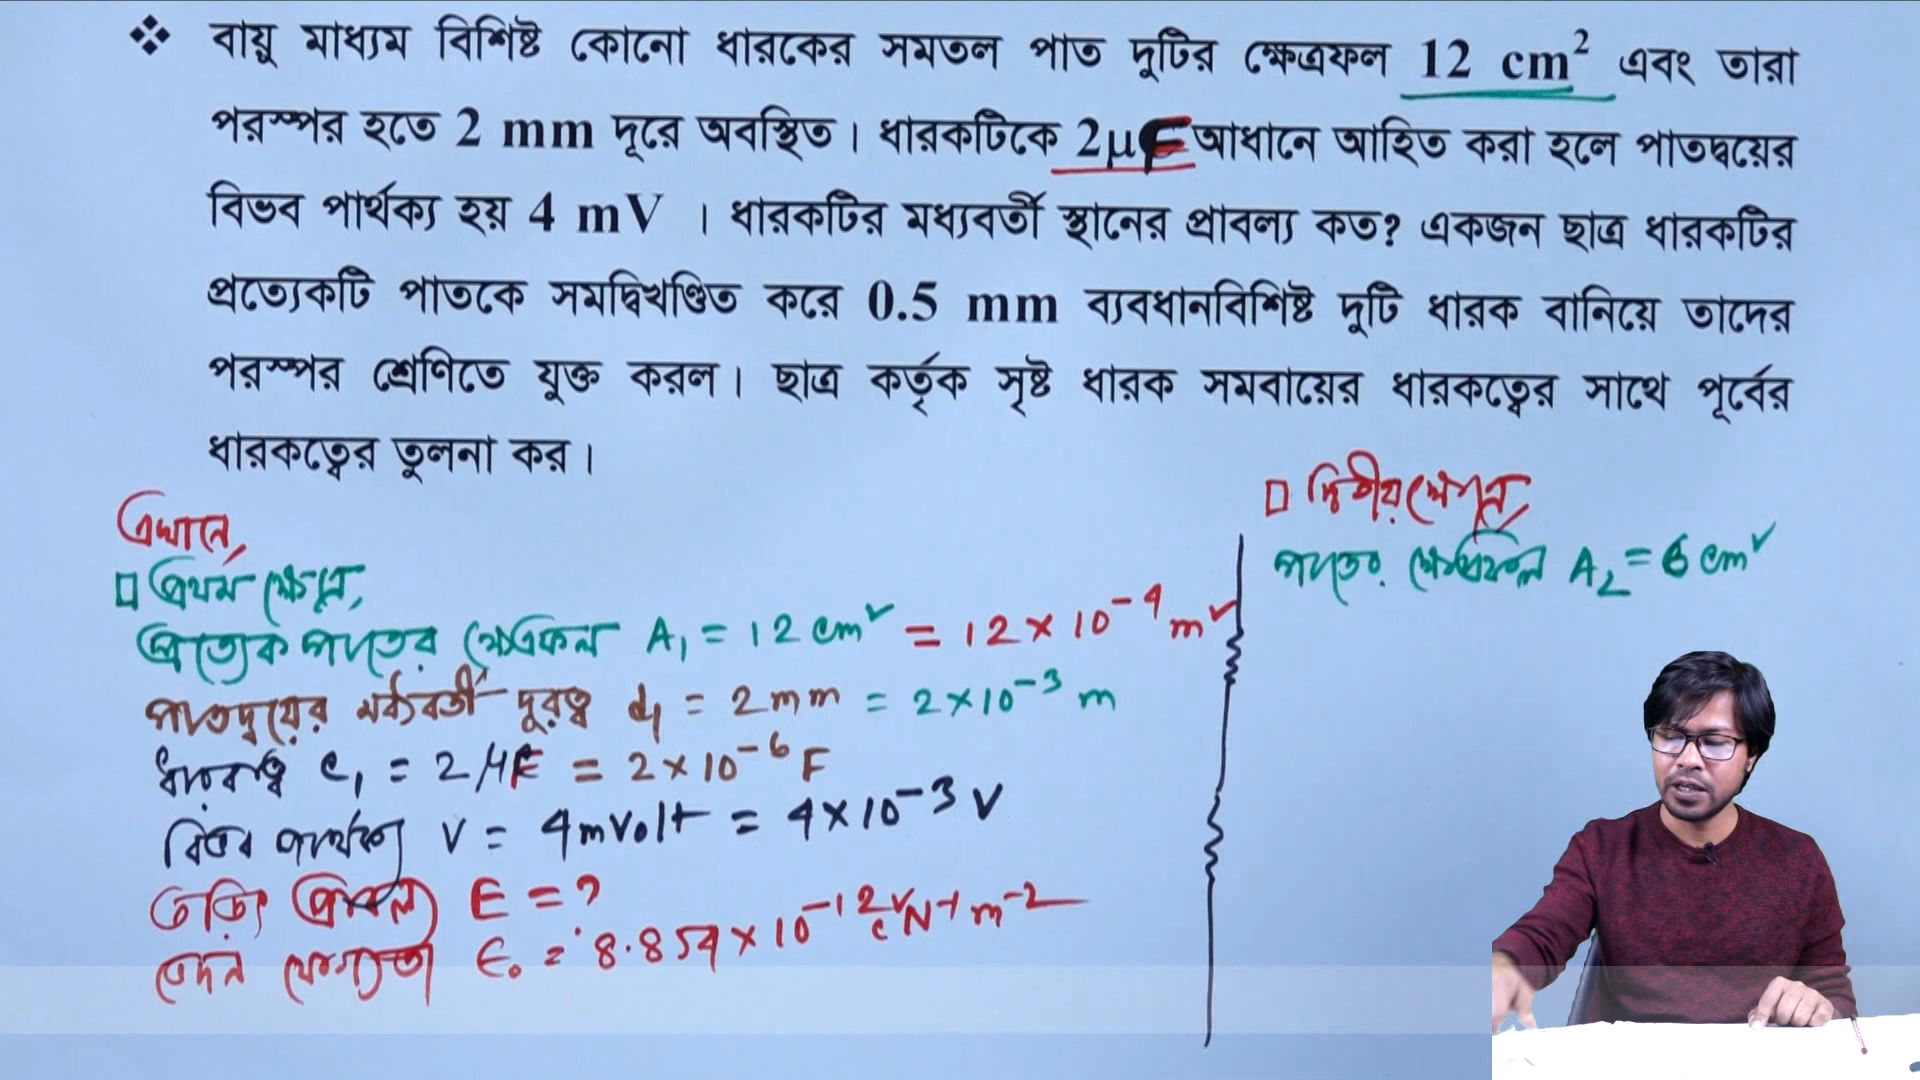 ❖ বায়ু মাধ্যম বিশিষ্ট কোনো ধারকের সমতল পাত দুটির ক্ষেত্রফল 12 cm² এবং তারা
পরস্পর হতে 2 mm দূরে অবস্থিত। ধারকটিকে 2μF আধানে আহিত করা হলে পাতদ্বয়ের
বিভব পার্থক্য হয় 4 mV । ধারকটির মধ্যবর্তী স্থানের প্রাবল্য কত? একজন ছাত্র ধারকটির
প্রত্যেকটি পাতকে সমদ্বিখণ্ডিত করে 0.5 mm ব্যবধানবিশিষ্ট দুটি ধারক বানিয়ে তাদের
পরস্পর শ্রেণিতে যুক্ত করল। ছাত্র কর্তৃক সৃষ্ট ধারক সমবায়ের ধারকত্বের সাথে পূর্বের
ধারকত্বের তুলনা কর।
এখানে,
□ প্রথম ক্ষেত্রে,
প্রত্যেক পাতের ক্ষেত্রফল A₁ = 12 cm² = 12 × 10⁻⁴ m²
পাতদ্বয়ের মধ্যবর্তী দূরত্ব d₁ = 2 mm = 2 × 10⁻³ m
ধারকত্ব C₁ = 2 μF = 2 × 10⁻⁶ F
বিভব পার্থক্য V = 4 mVolt = 4 × 10⁻³ V
তড়িৎ প্রাবল্য E = ?
ভেদন যোগ্যতা ϵ₀ = 8.854 × 10⁻¹² C²N⁻¹m⁻²
□ দ্বিতীয় ক্ষেত্রে,
পাতের ক্ষেত্রফল A₂ = 6 cm²